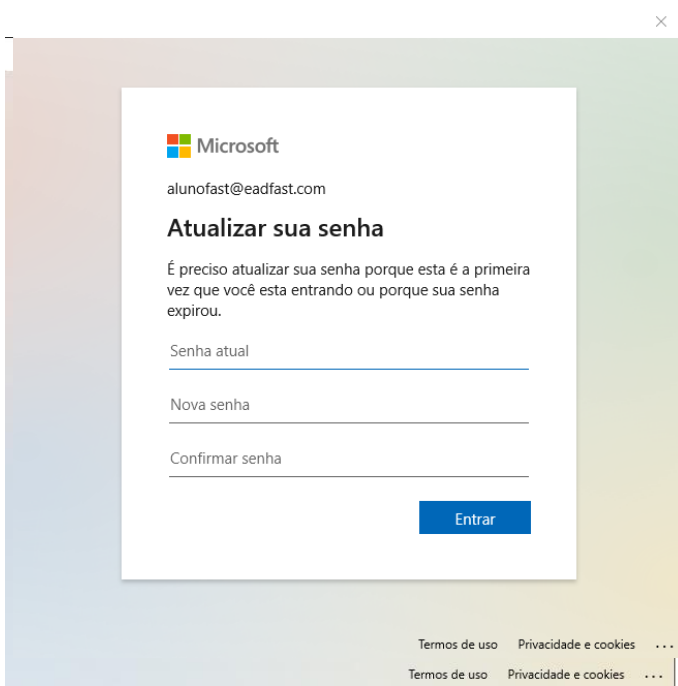 Microsoft
alunofast@eadfast.com
Atualizar sua senha
É preciso atualizar sua senha porque esta é a primeira
vez que você esta entrando ou porque sua senha
expirou.
Senha atual
Nova senha
Confirmar senha
Entrar
Termos de uso Privacidade e cookies ...
Termos de uso Privacidade e cookies ...